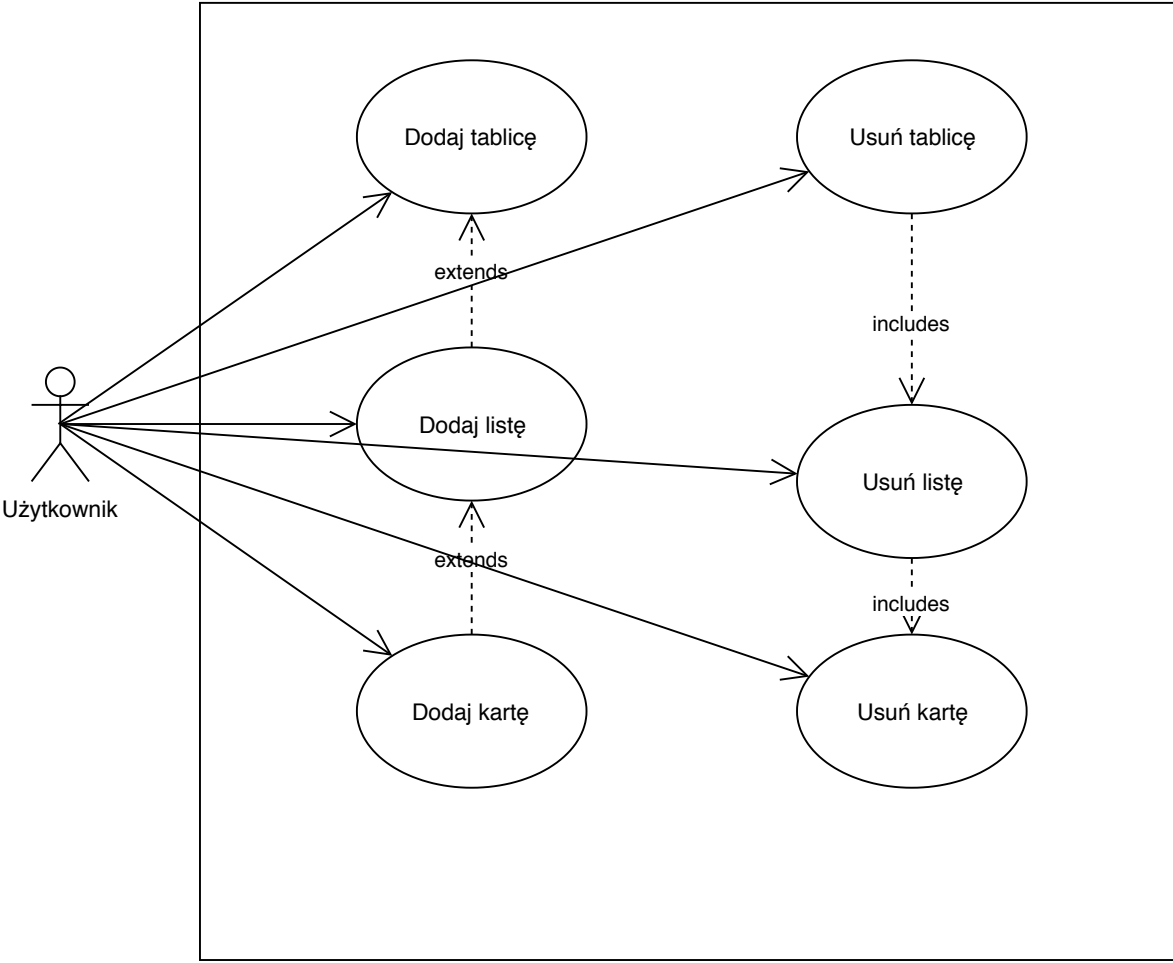 Dodaj tablicę
Usuń tablicę
extends
includes
Dodaj listę
Usuń listę
Użytkownik
extends
includes
Dodaj kartę
Usuń kartę